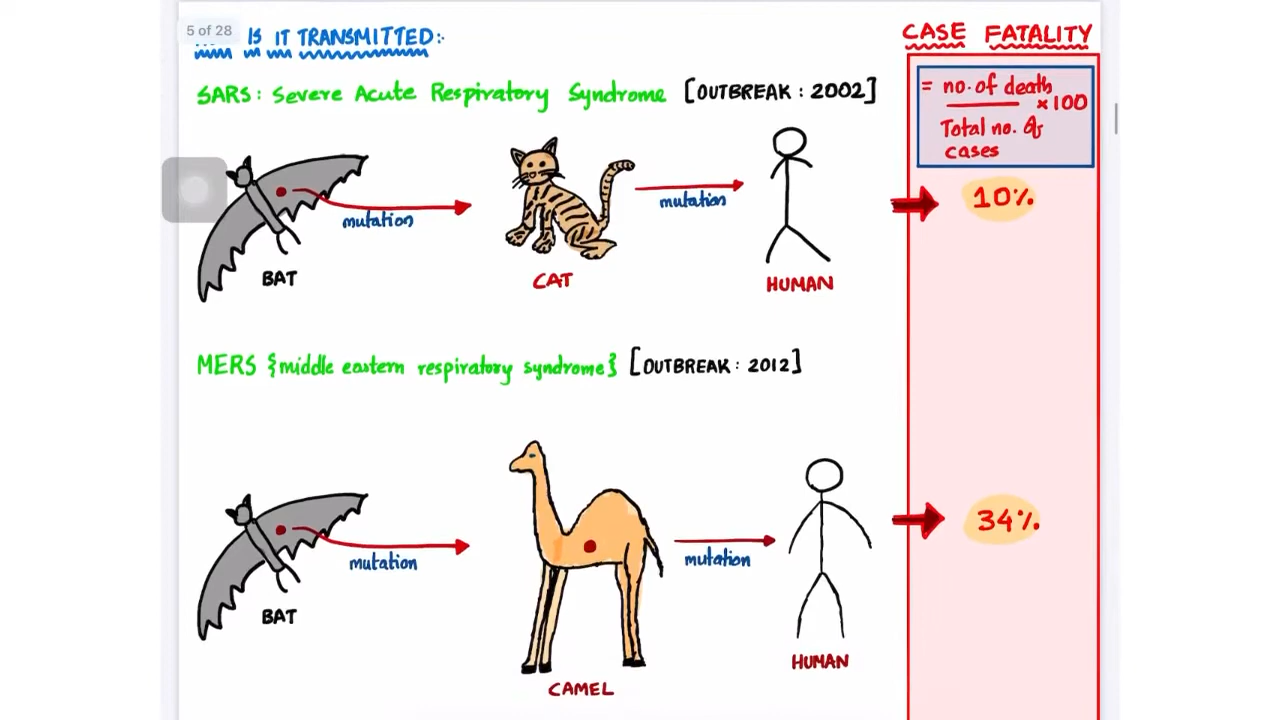 5 of 28
IS IT TRANSMITTED:-
CASE FATALITY
SARS: Severe Acute Respiratory Syndrome [OUTBREAK: 2002]
= no. of death
× 100
Total no. of
cases
mutation
mutation
10%
BAT
CAT
HUMAN
MERS {middle eastern respiratory syndrome} [OUTBREAK: 2012]
34%
mutation
mutation
BAT
HUMAN
CAMEL